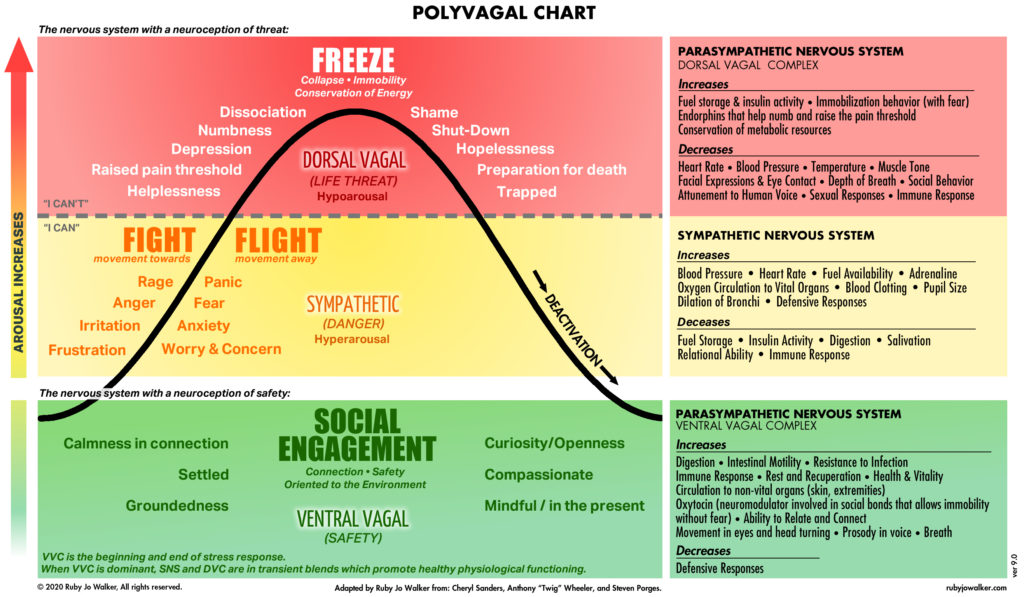 POLYVAGAL CHART
The nervous system with a neuroception of threat:
FREEZE
Collapse • Immobility
Conservation of Energy
Dissociation
Numbness
Depression
Raised pain threshold
Helplessness
Shame
Shut-Down
Hopelessness
Preparation for death
Trapped
DORSAL VAGAL
(LIFE THREAT)
Hypoarousal
"I CAN'T"
"I CAN"
AROUSAL INCREASES
FIGHT
movement towards
FLIGHT
movement away
Rage
Anger
Irritation
Frustration
Panic
Fear
Anxiety
Worry & Concern
SYMPATHETIC
(DANGER)
Hyperarousal
DEACTIVATION
The nervous system with a neuroception of safety:
SOCIAL
ENGAGEMENT
Connection • Safety
Oriented to the Environment
Calmness in connection
Settled
Groundedness
Curiosity/Openness
Compassionate
Mindful / in the present
VENTRAL VAGAL
(SAFETY)
VVC is the beginning and end of stress response.
When VVC is dominant, SNS and DVC are in transient blends which promote healthy physiological functioning.
PARASYMPATHETIC NERVOUS SYSTEM
DORSAL VAGAL COMPLEX
Increases
Fuel storage & insulin activity • Immobilization behavior (with fear)
Endorphins that help numb and raise the pain threshold
Conservation of metabolic resources
Decreases
Heart Rate • Blood Pressure • Temperature • Muscle Tone
Facial Expressions & Eye Contact • Depth of Breath • Social Behavior
Attunement to Human Voice • Sexual Responses • Immune Response
SYMPATHETIC NERVOUS SYSTEM
Increases
Blood Pressure • Heart Rate • Fuel Availability • Adrenaline
Oxygen Circulation to Vital Organs • Blood Clotting • Pupil Size
Dilation of Bronchi • Defensive Responses
Deceases
Fuel Storage • Insulin Activity • Digestion • Salivation
Relational Ability • Immune Response
PARASYMPATHETIC NERVOUS SYSTEM
VENTRAL VAGAL COMPLEX
Increases
Digestion • Intestinal Motility • Resistance to Infection
Immune Response • Rest and Recuperation • Health & Vitality
Circulation to non-vital organs (skin, extremities)
Oxytocin (neuromodulator involved in social bonds that allows immobility
without fear) • Ability to Relate and Connect
Movement in eyes and head turning • Prosody in voice • Breath
Decreases
Defensive Responses
ver 9.0
© 2020 Ruby Jo Walker, All rights reserved.
Adapted by Ruby Jo Walker from: Cheryl Sanders, Anthony "Twig" Wheeler, and Steven Porges.
rubyjowalker.com